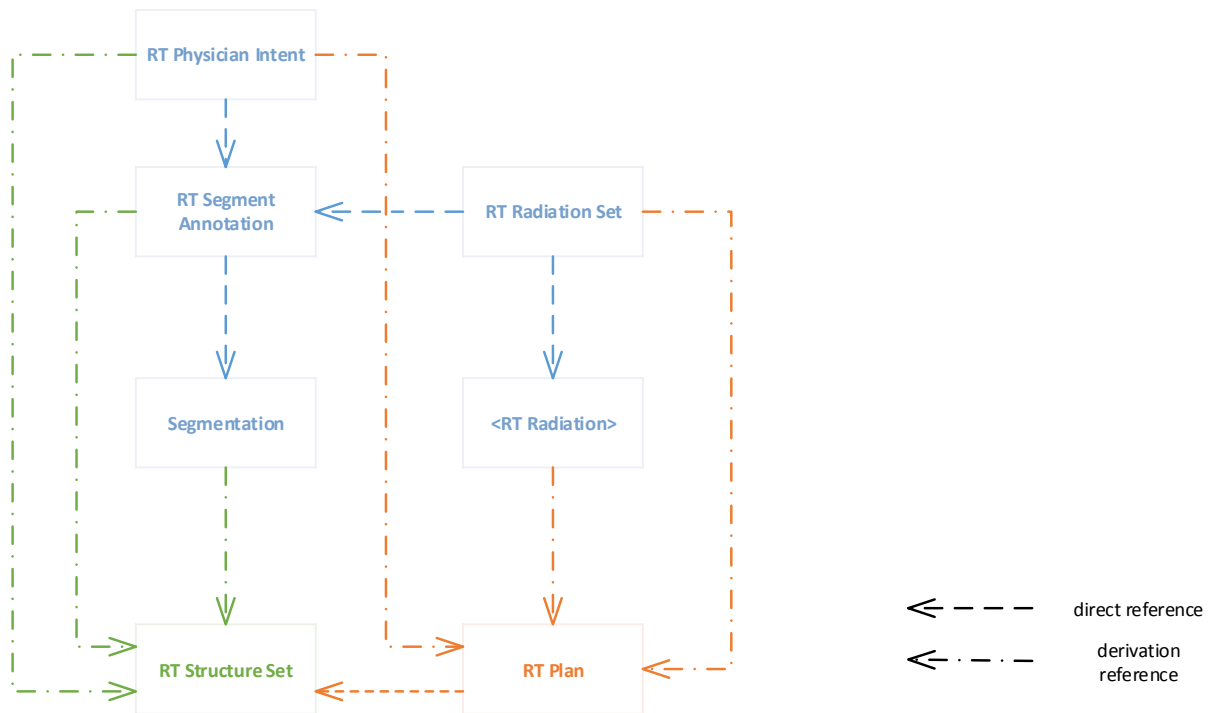 RT Physician Intent
RT Segment
Annotation
RT Radiation Set
Segmentation
<RT Radiation>
RT Structure Set
RT Plan
direct reference
derivation
reference